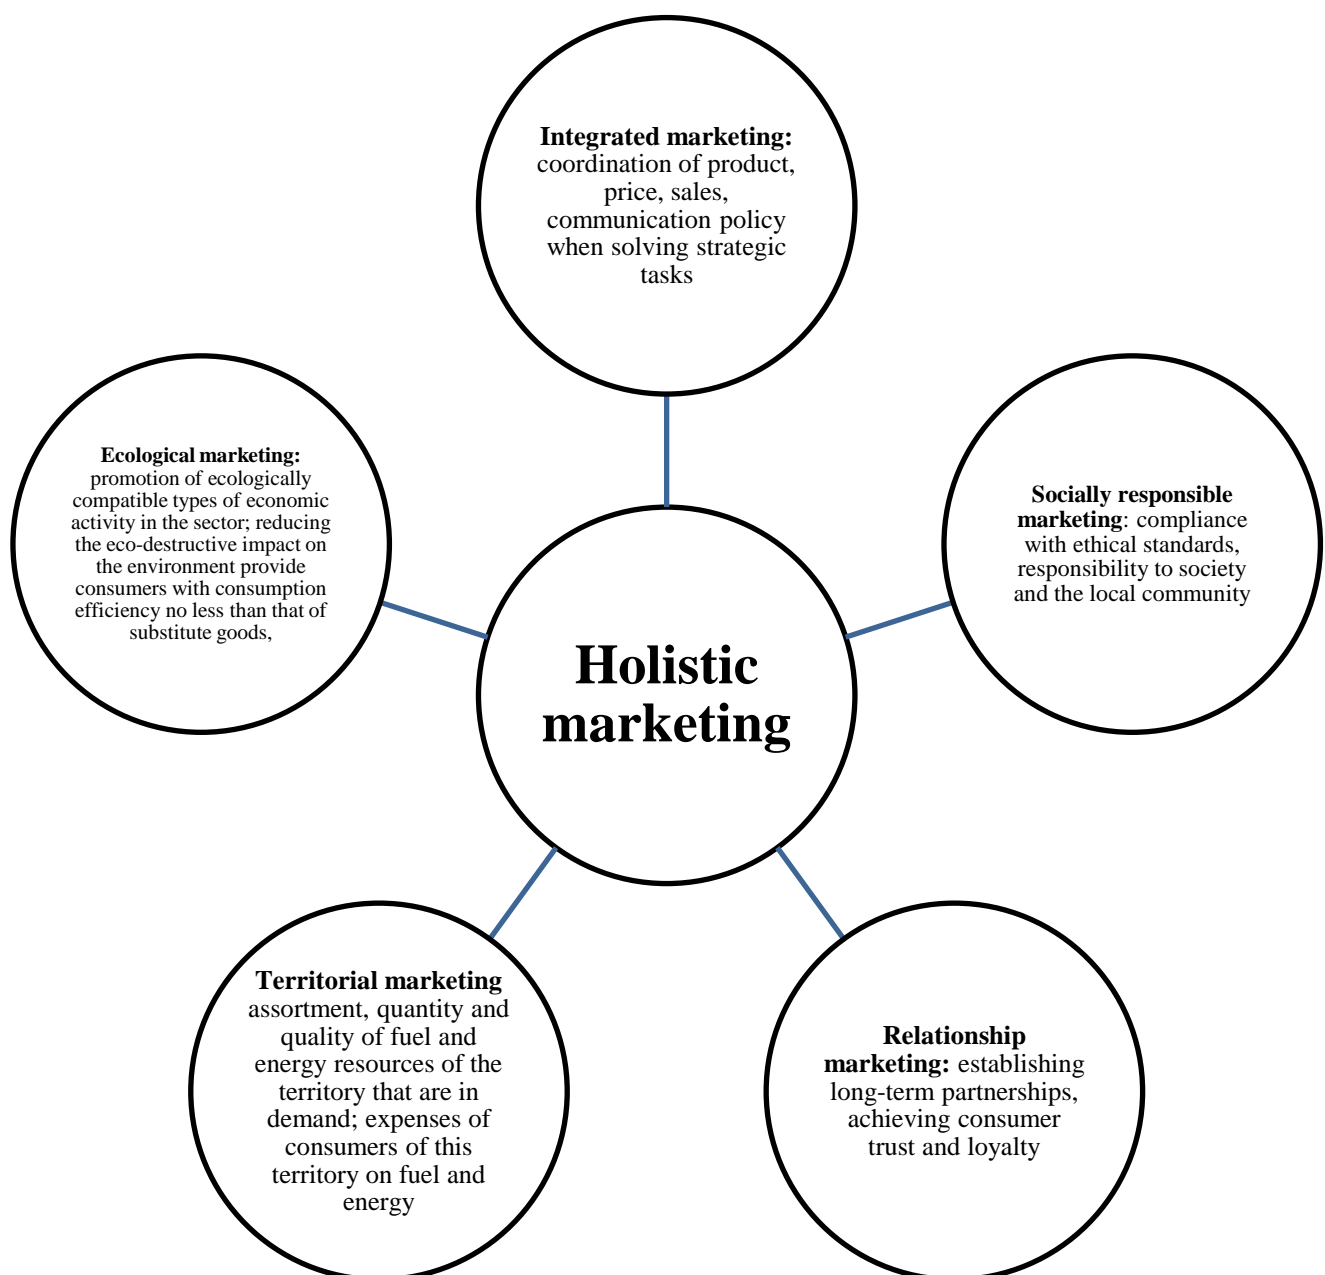 Integrated marketing:
coordination of product,
price, sales,
communication policy
when solving strategic
tasks
Ecological marketing:
promotion of ecologically
compatible types of economic
activity in the sector; reducing
the eco-destructive impact on
the environment provide
consumers with consumption
efficiency no less than that of
substitute goods,
Socially responsible
marketing: compliance
with ethical standards,
responsibility to society
and the local community
Holistic
marketing
Territorial marketing
assortment, quantity and
quality of fuel and
energy resources of the
territory that are in
demand; expenses of
consumers of this
territory on fuel and
energy
Relationship
marketing: establishing
long-term partnerships,
achieving consumer
trust and loyalty